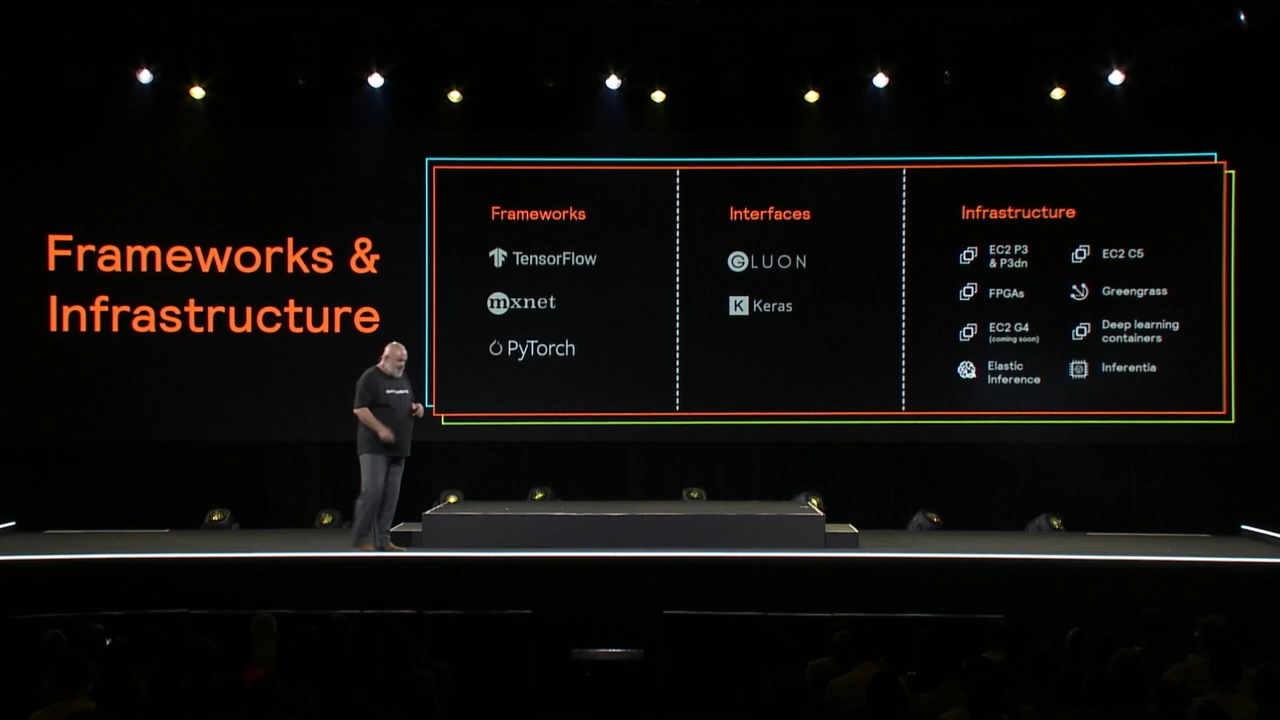 Frameworks &
Infrastructure
Frameworks
TensorFlow
mxnet
PyTorch
Interfaces
GLUON
K Keras
Infrastructure
EC2 P3
& P3dn
FPGAs
EC2 G4
(coming soon)
Elastic
Inference
EC2 C5
Greengrass
Deep learning
containers
Inferentia